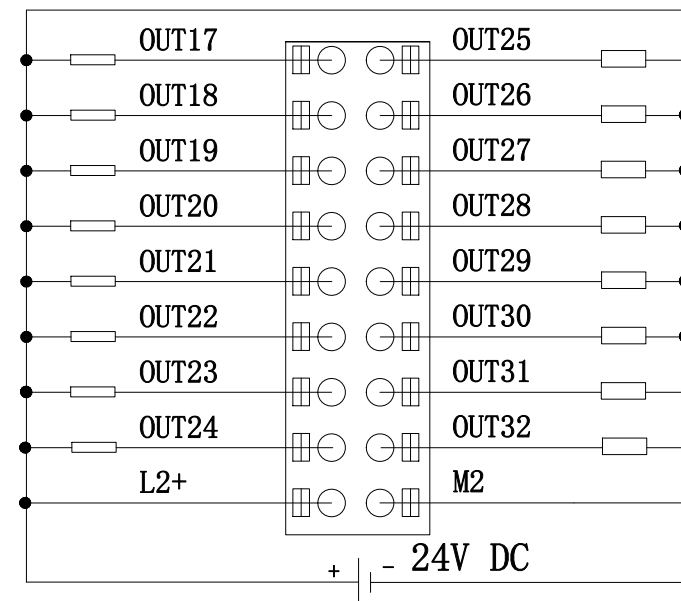 OUT17 OUT25
OUT18 OUT26
OUT19 OUT27
OUT20 OUT28
OUT21 OUT29
OUT22 OUT30
OUT23 OUT31
OUT24 OUT32
L2+ M2
+ - 24V DC